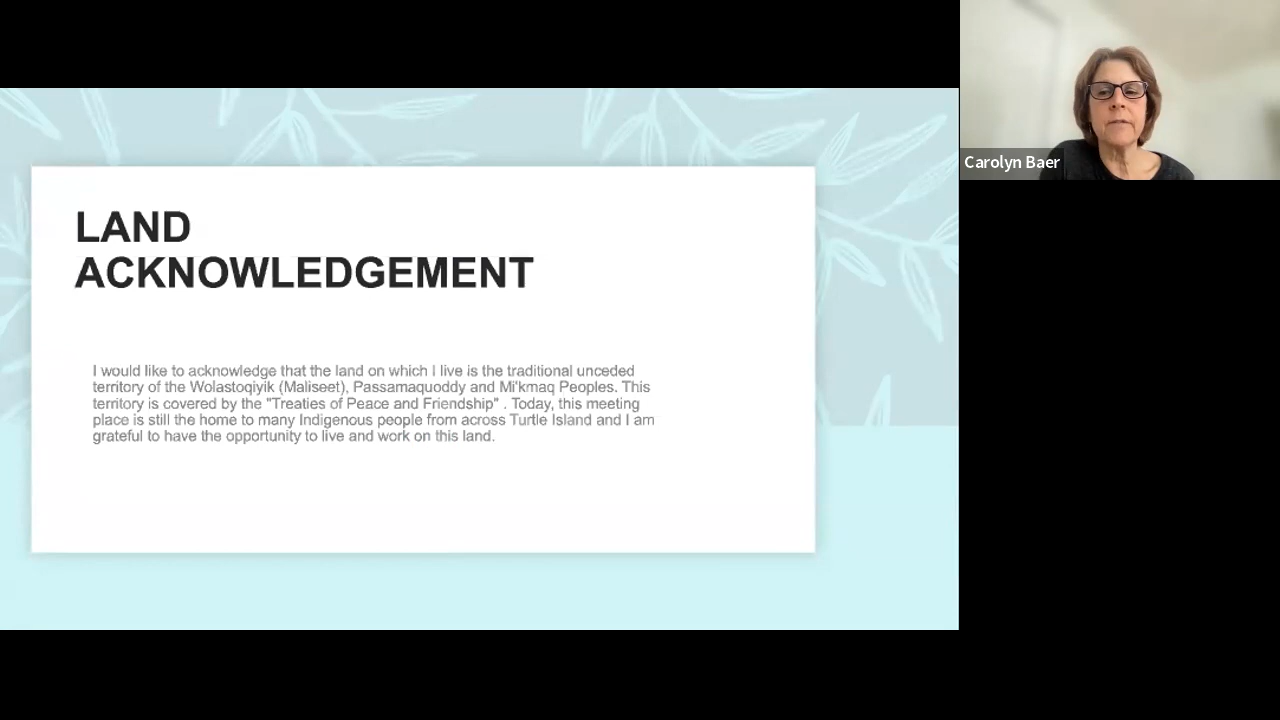 LAND
ACKNOWLEDGEMENT
I would like to acknowledge that the land on which I live is the traditional unceded
territory of the Wolastoqiyik (Maliseet), Passamaquoddy and Mi'kmaq Peoples. This
territory is covered by the "Treaties of Peace and Friendship" . Today, this meeting
place is still the home to many Indigenous people from across Turtle Island and I am
grateful to have the opportunity to live and work on this land.
Carolyn Baer